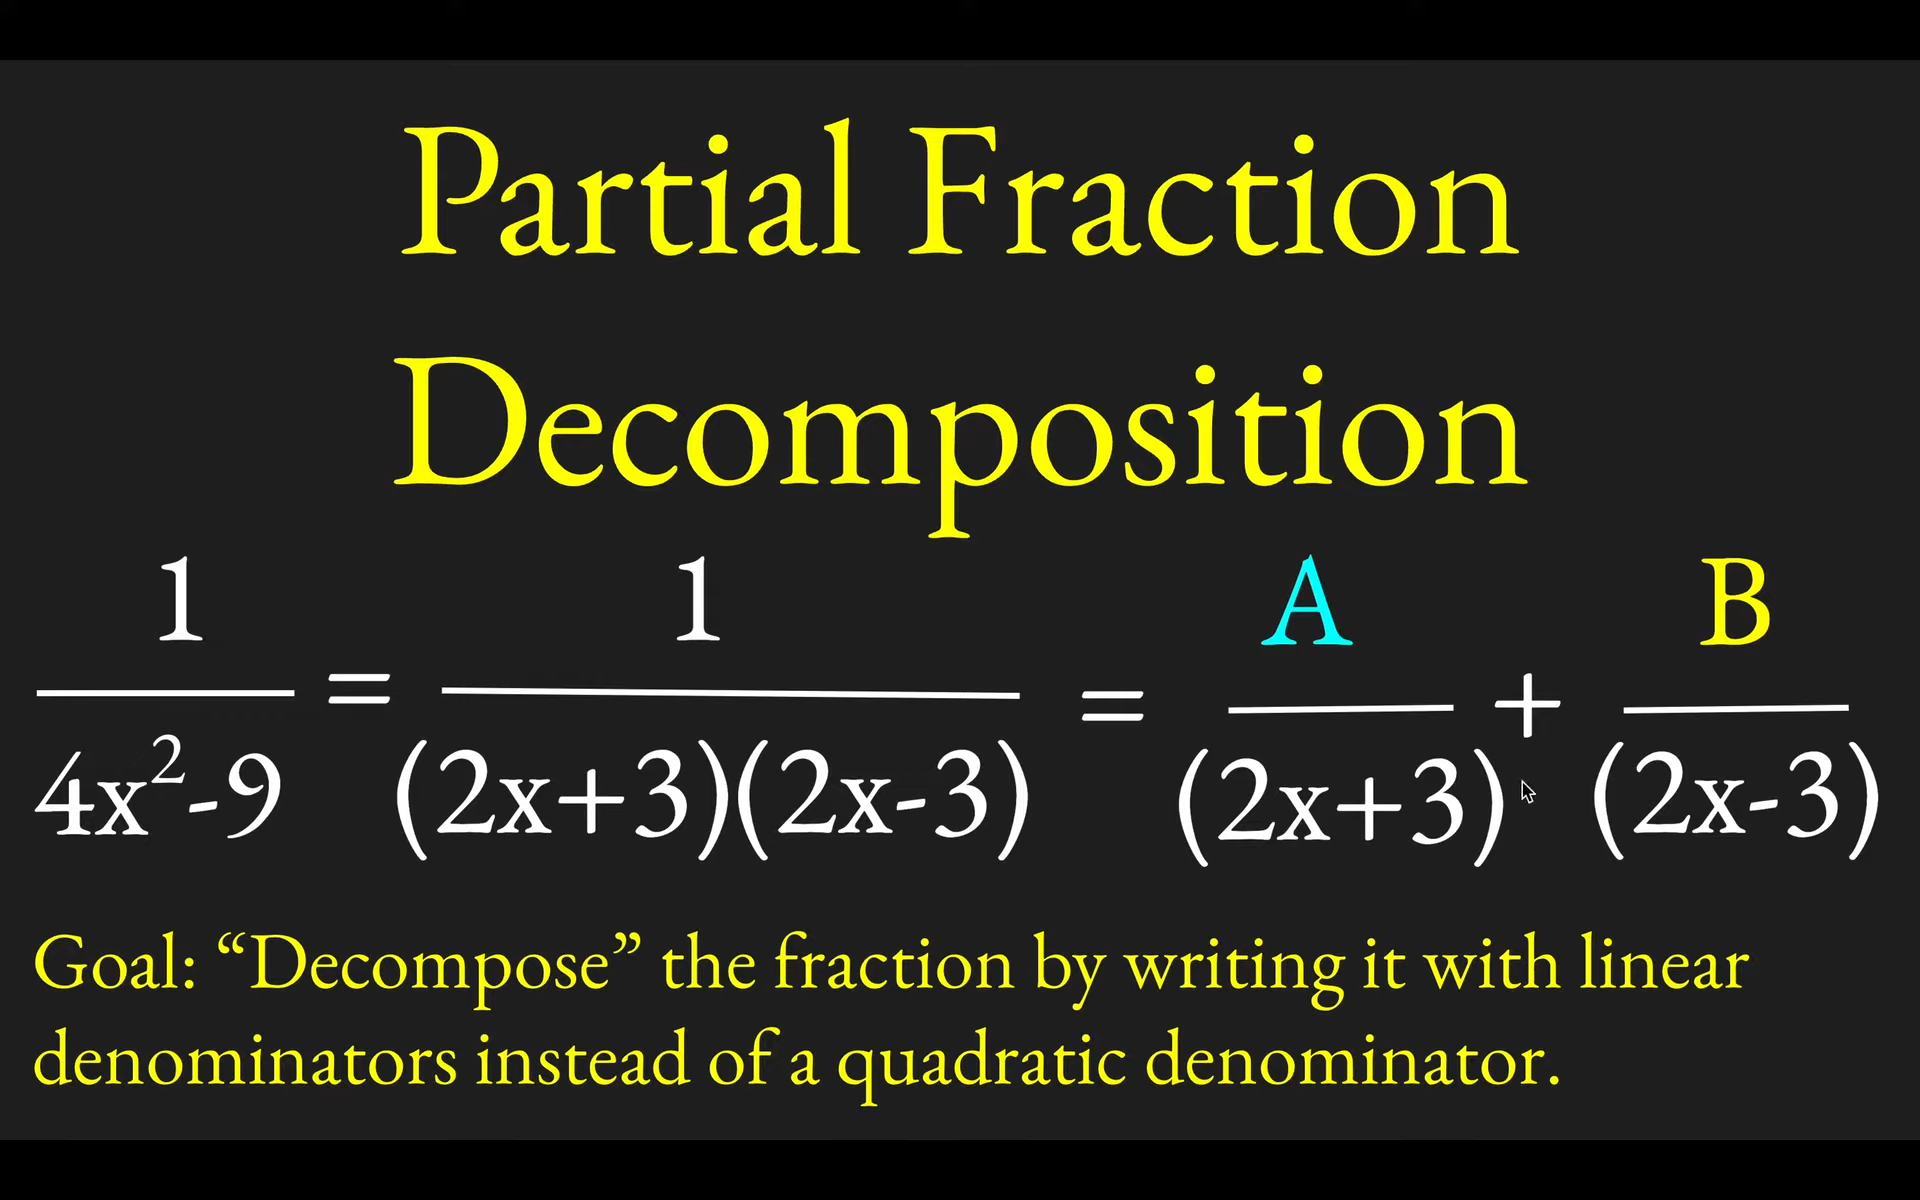 Partial Fraction
Decomposition
1 1 A B
= = +
4x²-9 (2x+3)(2x-3) (2x+3) (2x-3)
Goal: “Decompose” the fraction by writing it with linear
denominators instead of a quadratic denominator.